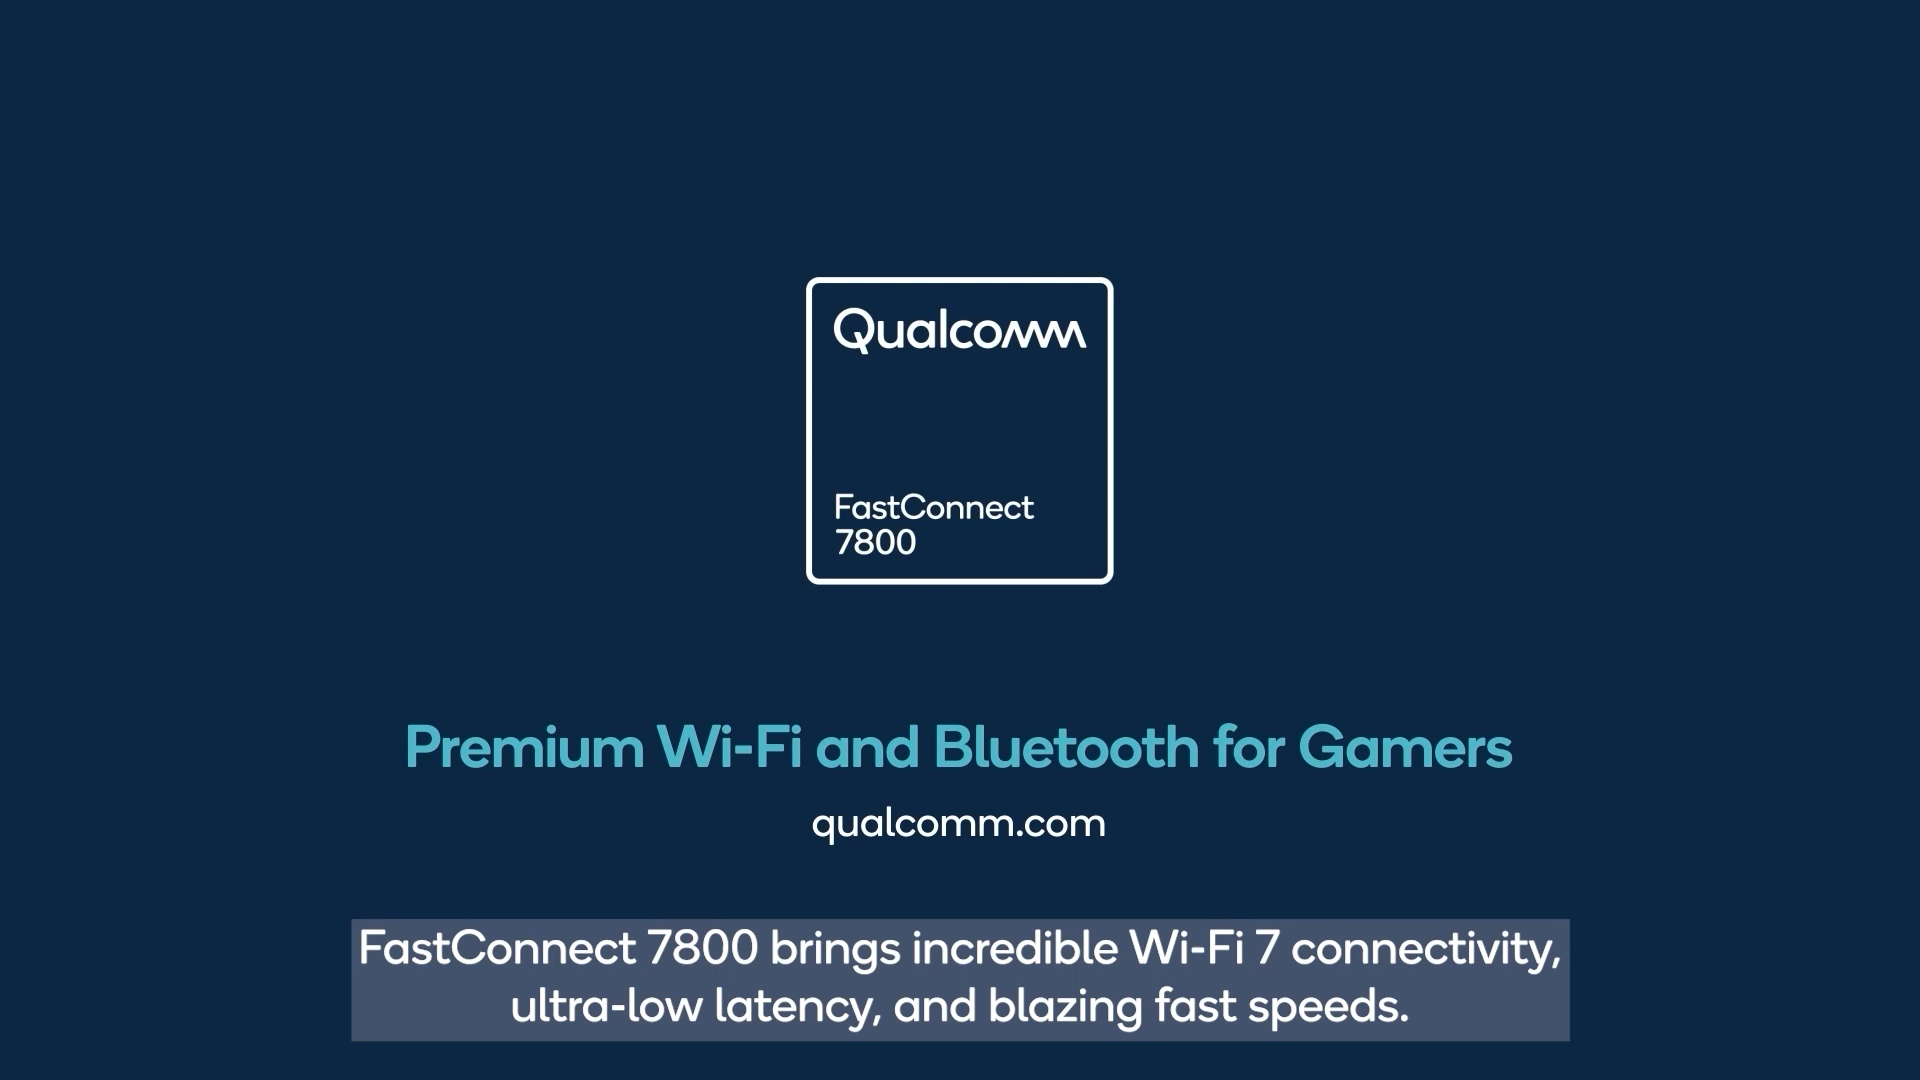 Qualcomm
FastConnect
7800
Premium Wi-Fi and Bluetooth for Gamers
qualcomm.com
FastConnect 7800 brings incredible Wi-Fi 7 connectivity,
ultra-low latency, and blazing fast speeds.